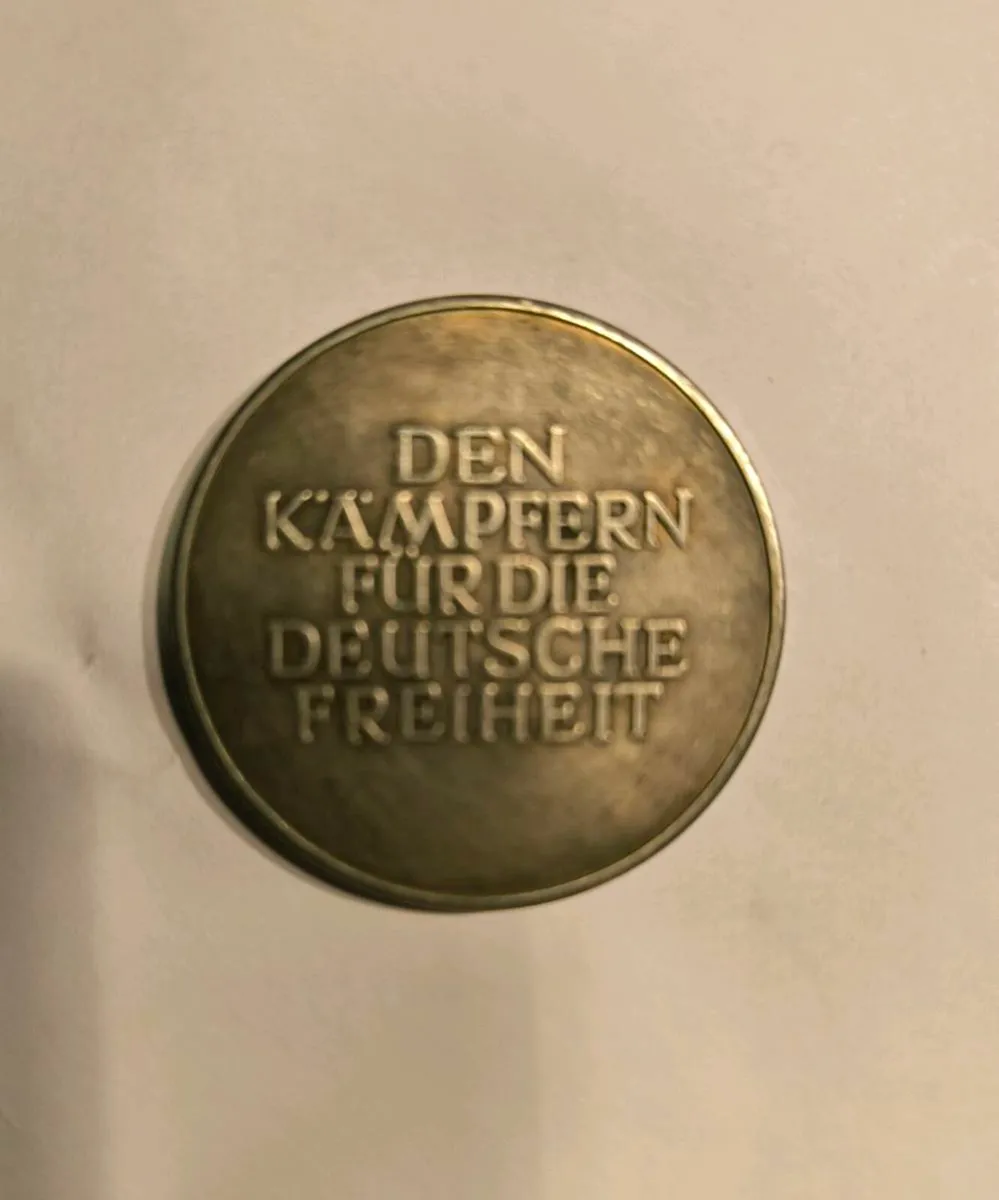 DEN
KÄMPFERN
FÜR DIE
DEUTSCHE
FREIHEIT